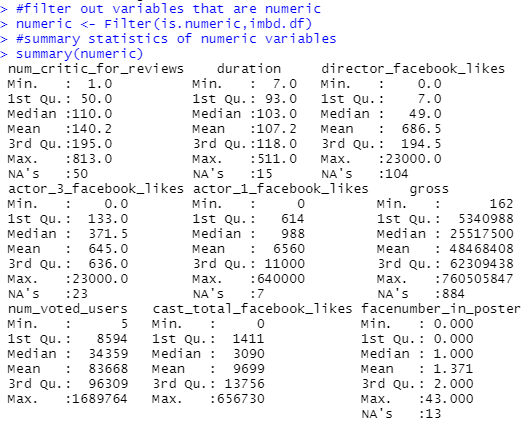 > #filter out variables that are numeric
> numeric <- Filter(is.numeric,imbd.df)
> #summary statistics of numeric variables
> summary(numeric)
num_critic_for_reviews duration director_facebook_likes
Min. : 1.0 Min. : 7.0 Min. : 0.0
1st Qu.: 50.0 1st Qu.: 93.0 1st Qu.: 7.0
Median :110.0 Median :103.0 Median : 49.0
Mean :140.2 Mean :107.2 Mean : 686.5
3rd Qu.:195.0 3rd Qu.:118.0 3rd Qu.: 194.5
Max. :813.0 Max. :511.0 Max. :23000.0
NA's :50 NA's :15 NA's :104
actor_3_facebook_likes actor_1_facebook_likes gross
Min. : 0.0 Min. : 0 Min. : 162
1st Qu.: 133.0 1st Qu.: 614 1st Qu.: 5340988
Median : 371.5 Median : 988 Median : 25517500
Mean : 645.0 Mean : 6560 Mean : 48468408
3rd Qu.: 636.0 3rd Qu.: 11000 3rd Qu.: 62309438
Max. :23000.0 Max. :640000 Max. :760505847
NA's :23 NA's :7 NA's :884
num_voted_users cast_total_facebook_likes facenumber_in_poster
Min. : 5 Min. : 0 Min. : 0.000
1st Qu.: 8594 1st Qu.: 1411 1st Qu.: 0.000
Median : 34359 Median : 3090 Median : 1.000
Mean : 83668 Mean : 9699 Mean : 1.371
3rd Qu.: 96309 3rd Qu.: 13756 3rd Qu.: 2.000
Max. :1689764 Max. :656730 Max. :43.000
NA's :13